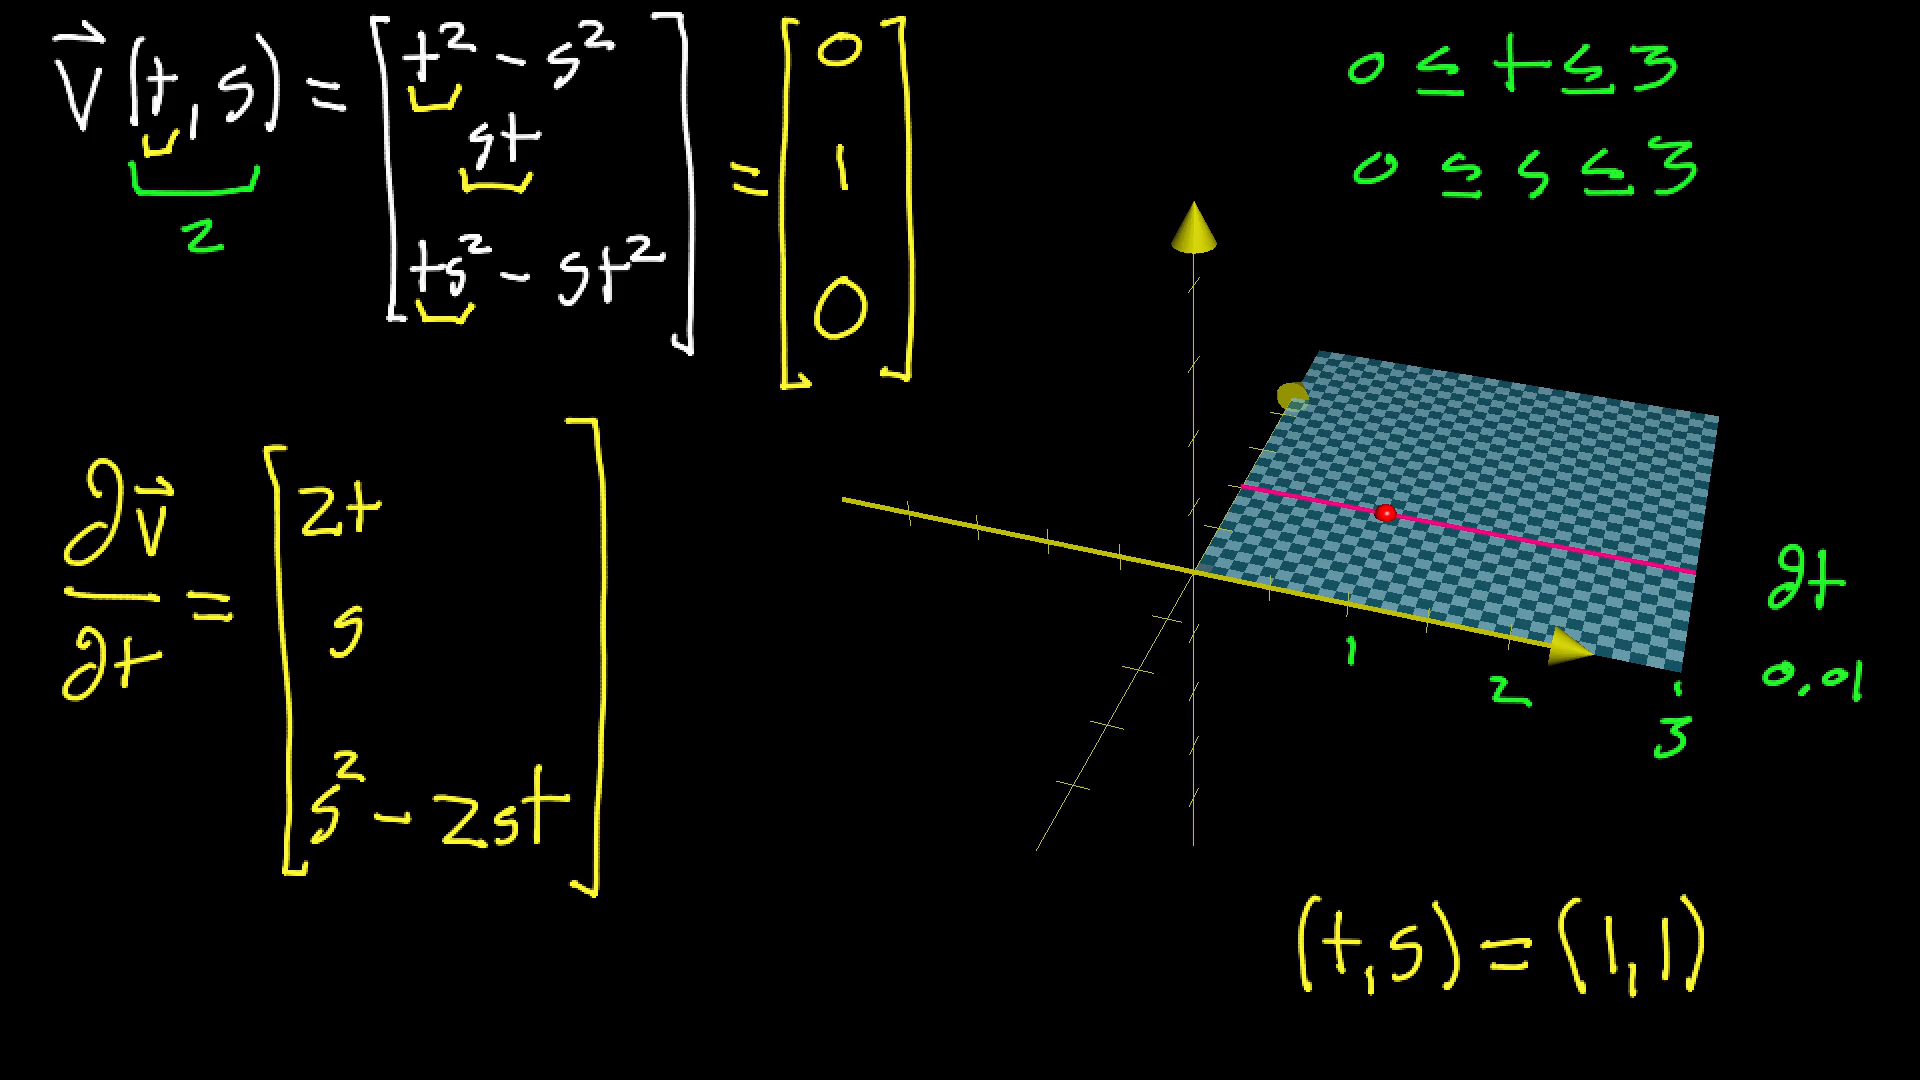 v⃗(t,s) = [t² - s²
st
ts² - st²] = [0
1
0]
2
0 ≤ t ≤ 3
0 ≤ s ≤ 3
∂v⃗
∂t
= [2t
s
s² - 2st]
1
2
3
∂t
0,01
(t,s) = (1,1)